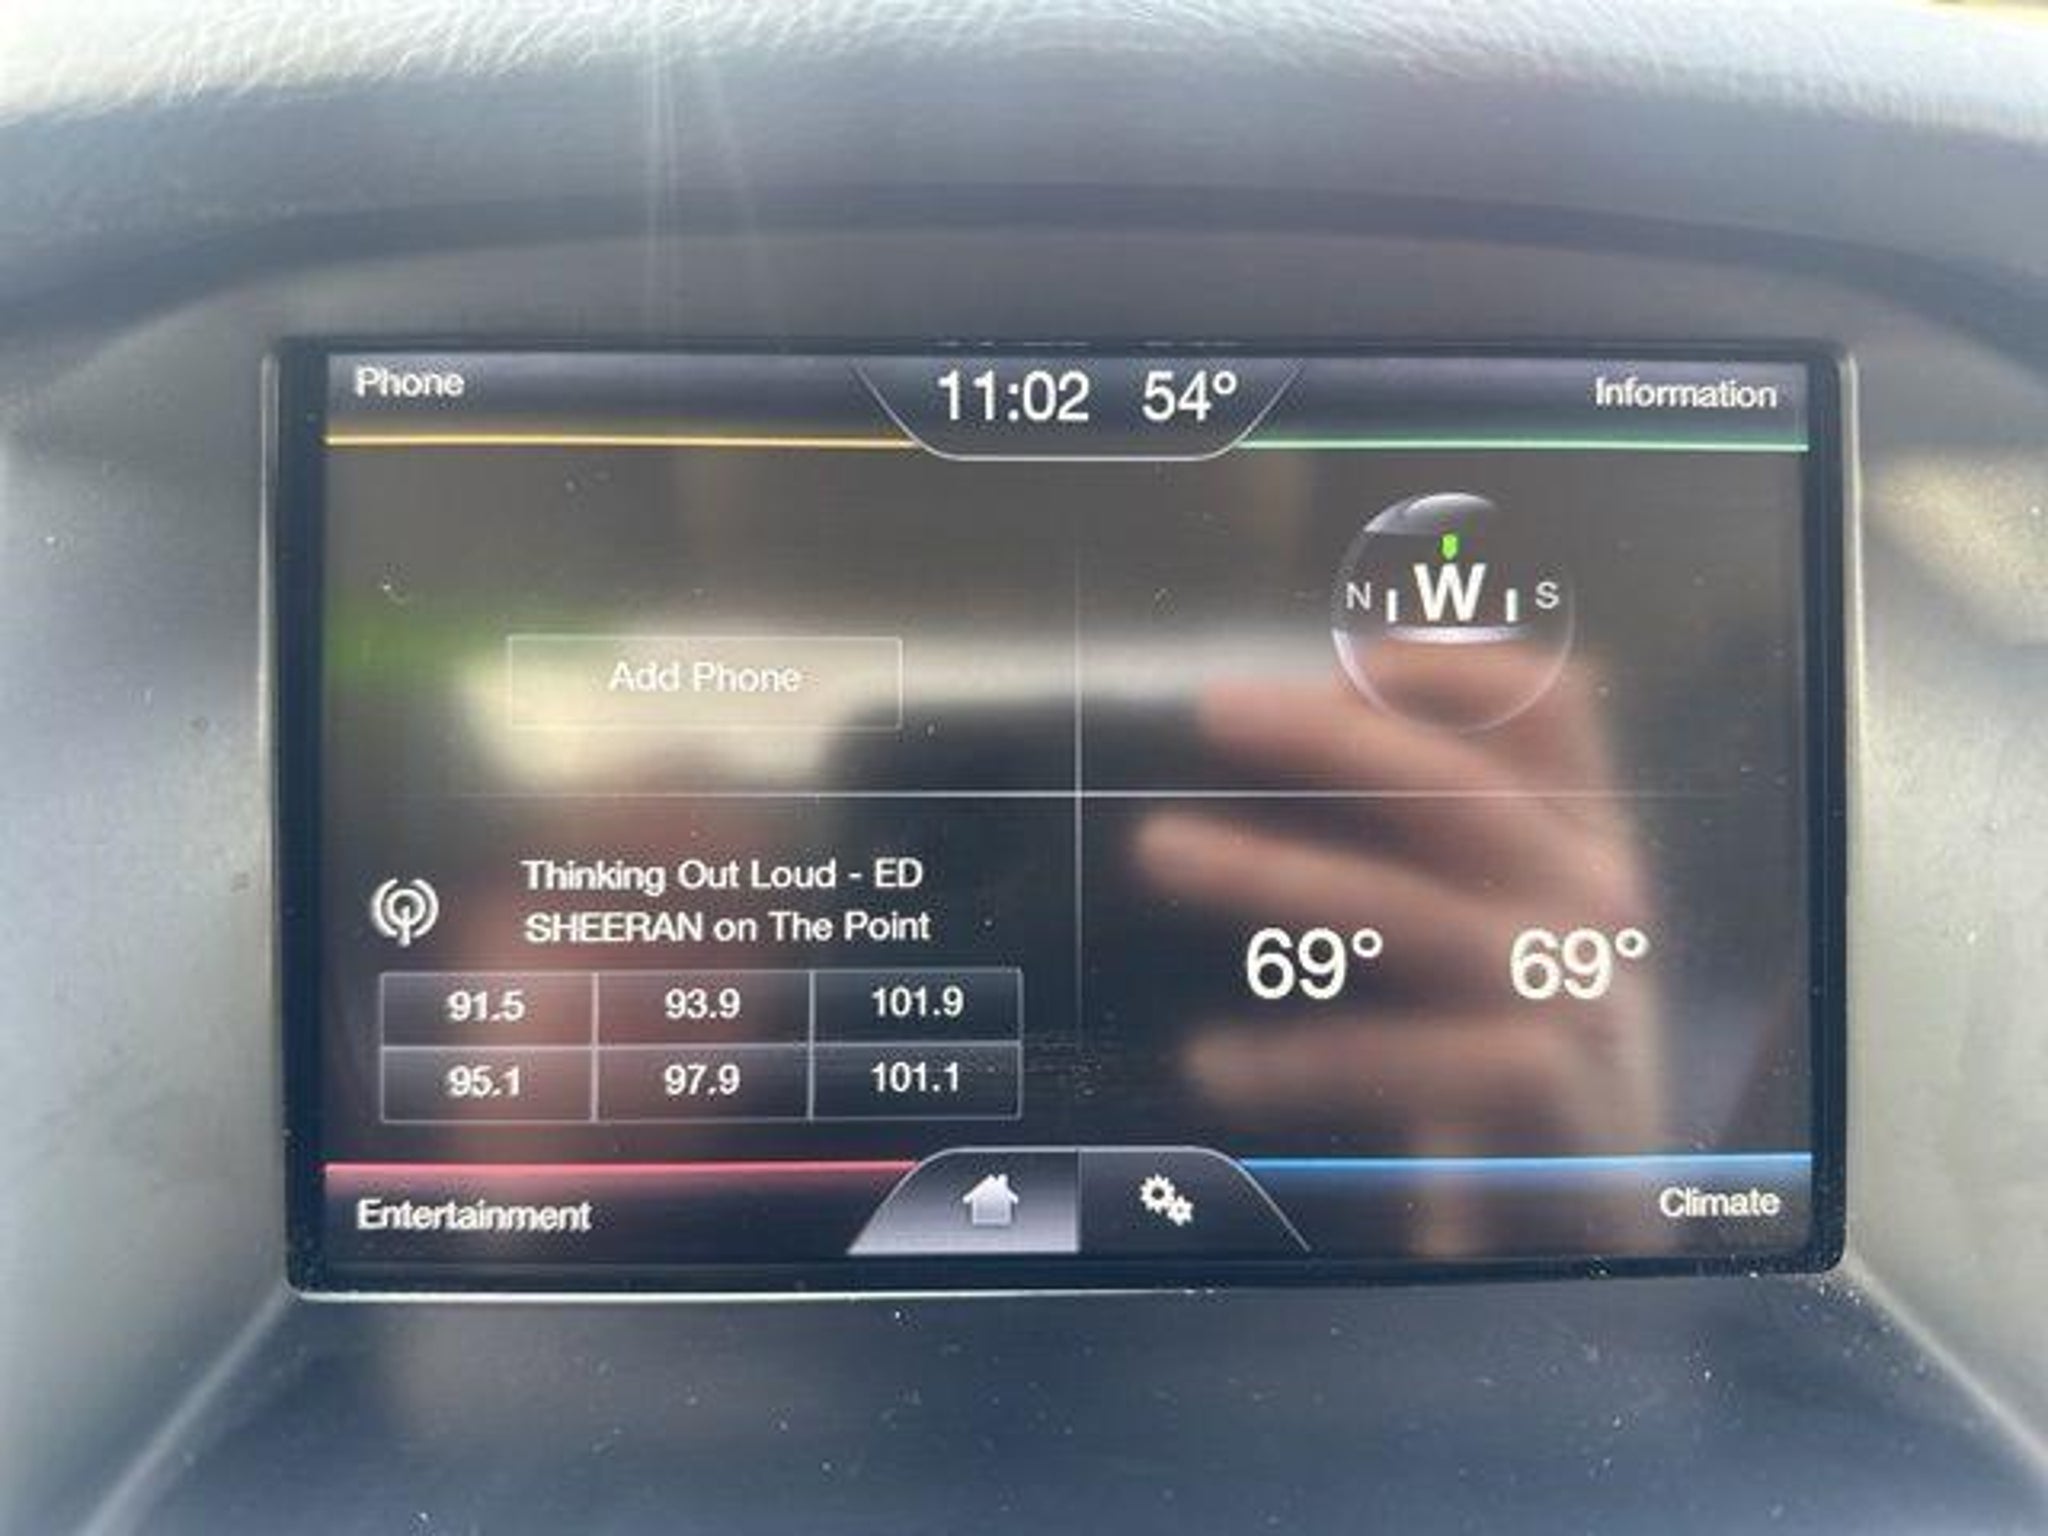 Phone
11:02 54°
Information
N W S
Add Phone
Thinking Out Loud - ED
SHEERAN on The Point
91.5 93.9 101.9
95.1 97.9 101.1
69° 69°
Entertainment
Climate